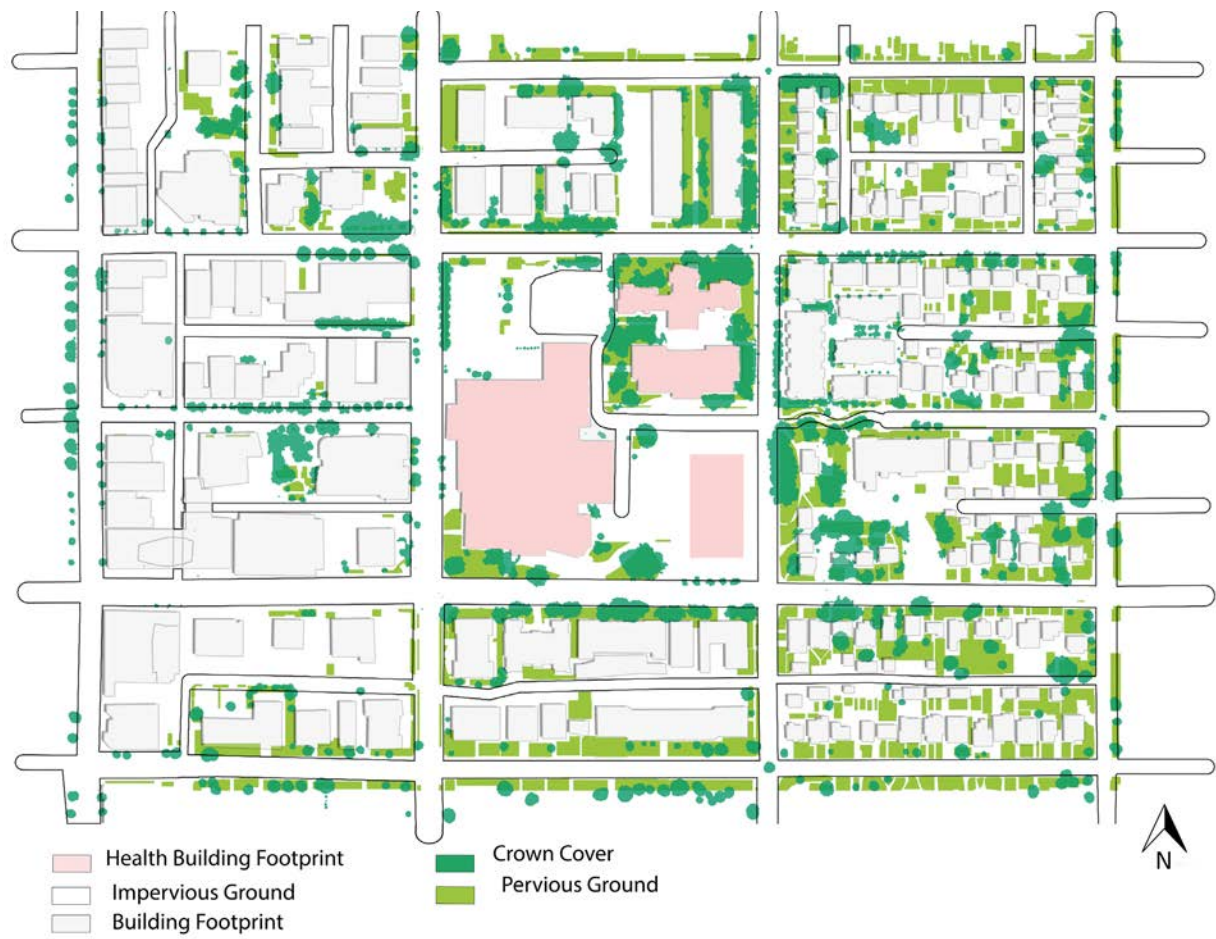 N
Health Building Footprint
Impervious Ground
Building Footprint
Crown Cover
Pervious Ground